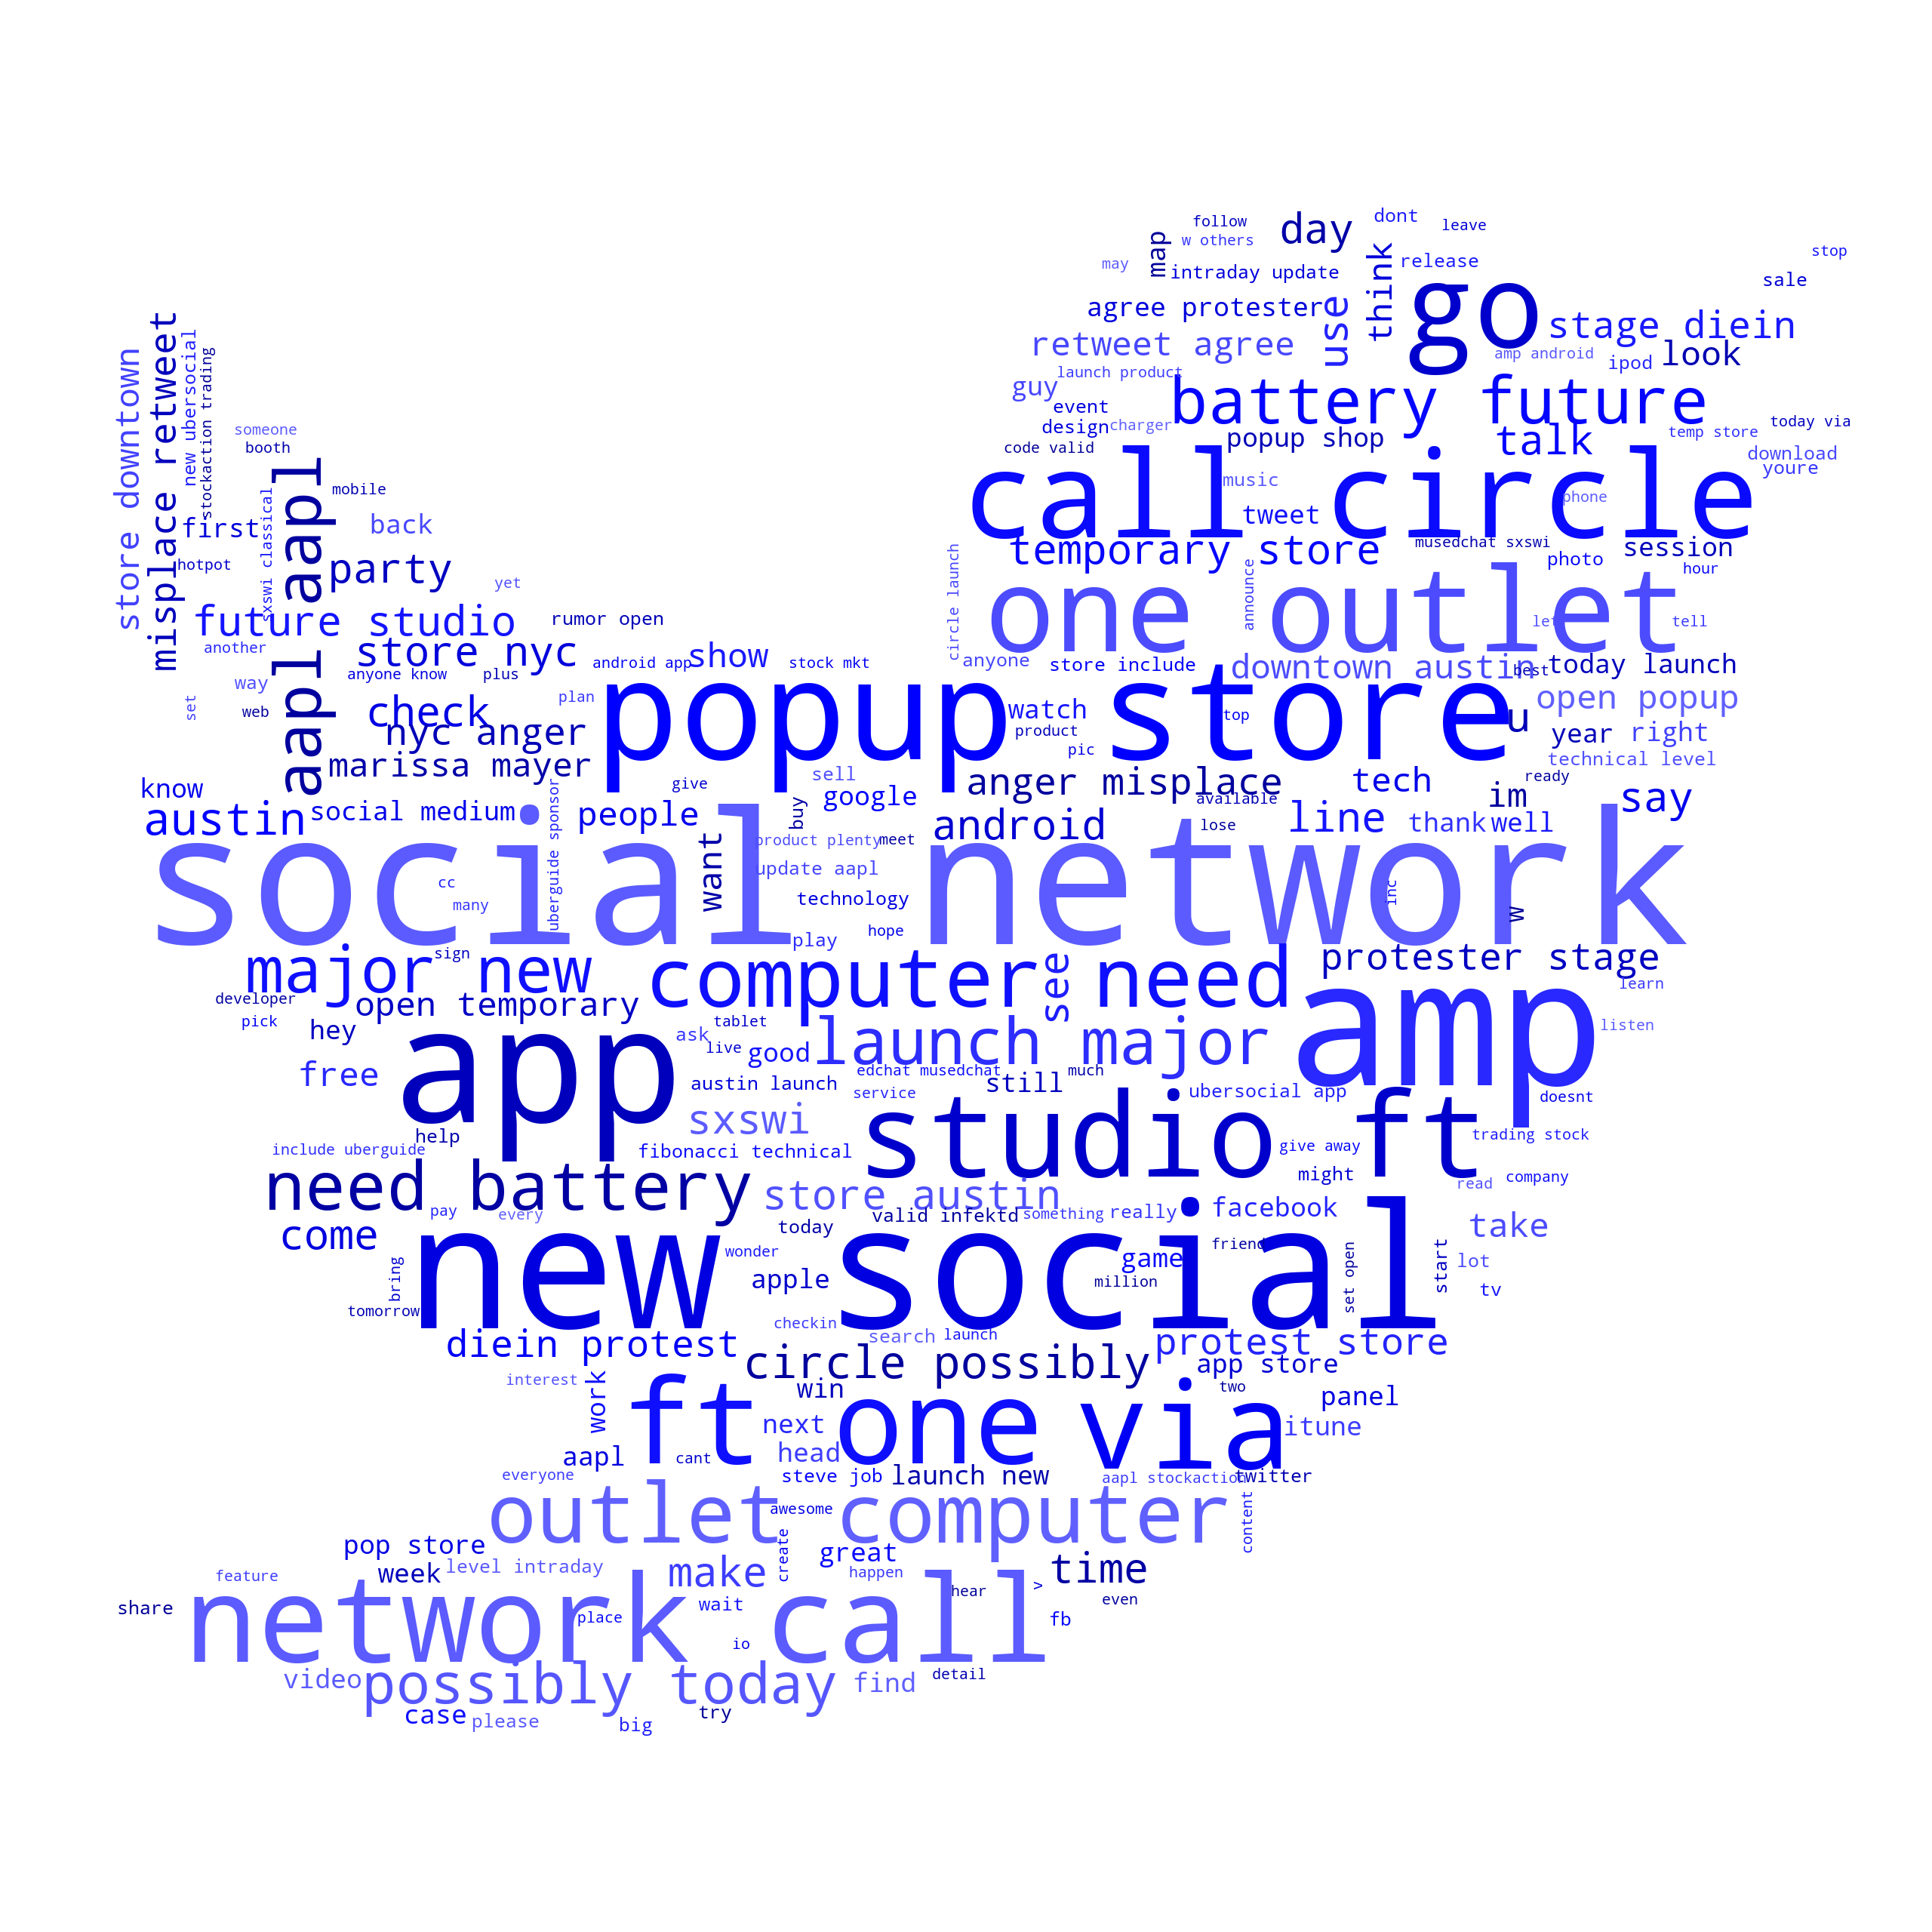 follow
dont
leave
w others
day
map
may
intraday update
think
release
stop
sale
agree protester
use
go
stage diein
retweet agree
amp android
ipod
look
launch product
guy
battery future
event
design
charger
code valid
popup shop
talk
temp store
today via
download
youre
call circle
music
phone
tweet
temporary store
musedchat sxswi
photo
session
hour
circle launch
announce
one outlet
let
tell
store downtown
misplace retweet
new ubersocial
stockaction trading
someone
booth
aapl aapl
sxswi classical
mobile
first
back
hotpot
party
yet
future studio
rumor open
another
store nyc
android app
show
stock mkt
anyone
store include
downtown austin
best
today launch
anyone know
plus
way
set
web
plan
check
popup store
watch
top
product
pic
u
open popup
year
right
technical level
nyc anger
marissa mayer
give
sell
anger misplace
tech
ready
know
austin
social medium
uberguide sponsor
people
buy
google
android
available
lose
line
im
say
thank
well
social network
cc
many
want
product plenty
meet
update aapl
technology
inc
w
play
hope
major new
sign
computer need
see
protester stage
developer
pick
open temporary
learn
hey
app
ask
tablet
live
good
launch major
amp
listen
free
austin launch
edchat musedchat
service
still
much
ubersocial app
doesnt
sxswi
studio ft
help
include uberguide
fibonacci technical
give away
might
trading stock
company
need battery
store austin
read
pay
every
come
today
valid infektd
something
really
facebook
take
new social
wonder
game
friend
apple
million
set open
start
lot
tv
bring
tomorrow
checkin
search
launch
diein protest
circle possibly
protest store
app store
interest
work
win
two
panel
ft one via
next
itune
aapl
cant
head
everyone
steve job
launch new
aapl stockaction
twitter
outlet computer
awesome
content
pop store
create
great
week
level intraday
make
happen
time
feature
share
network call
place
wait
hear
v
even
io
fb
video
possibly today
find
detail
case
please
big
try